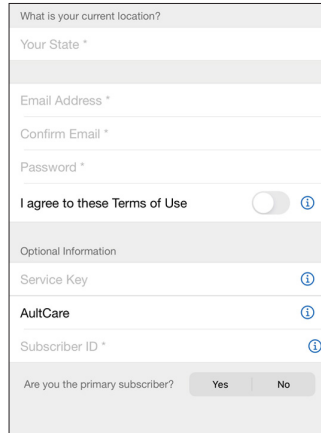 What is your current location?
Your State *
Email Address *
Confirm Email *
Password *
I agree to these Terms of Use
Optional Information
Service Key
AultCare
Subscriber ID *
Are you the primary subscriber? Yes No